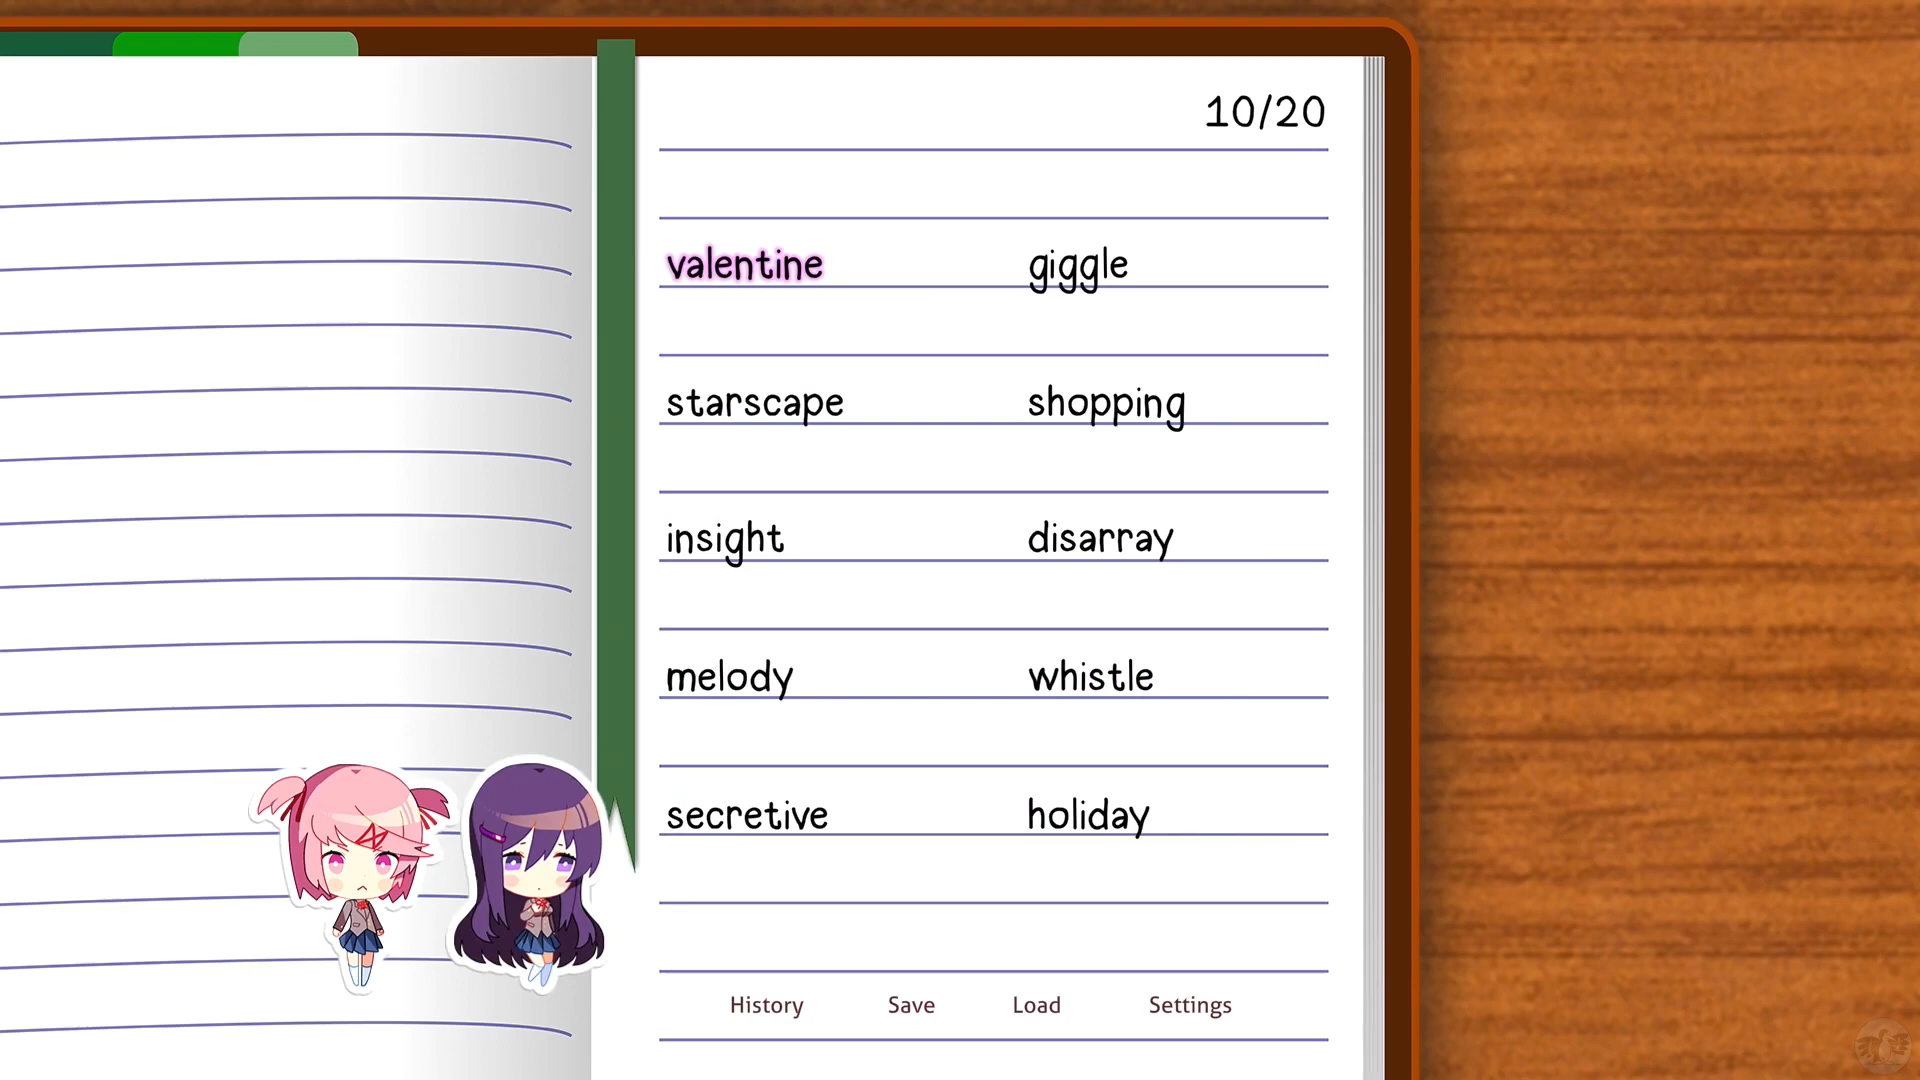 10/20
valentine giggle
starscape shopping
insight disarray
melody whistle
secretive holiday
History Save Load Settings